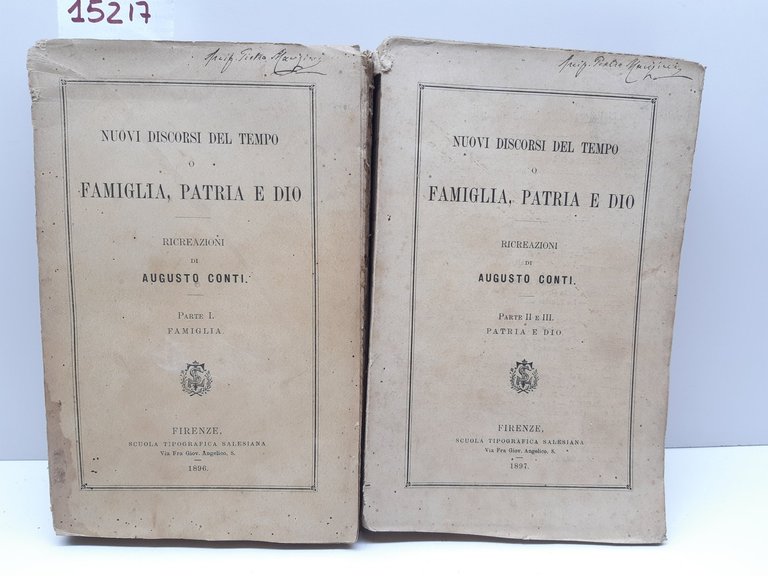 15217
NUOVI DISCORSI DEL TEMPO
O
FAMIGLIA, PATRIA E DIO
RICREAZIONI
DI
AUGUSTO CONTI.
PARTE I.
FAMIGLIA
FIRENZE,
SCUOLA TIPOGRAFICA SALESIANA
Via Fra Giov. Angelico, 8.
1896.
NUOVI DISCORSI DEL TEMPO
O
FAMIGLIA, PATRIA E DIO
RICREAZIONI
DI
AUGUSTO CONTI.
PARTE II E III.
PATRIA E DIO
FIRENZE,
SCUOLA TIPOGRAFICA SALESIANA
Via Fra Giov. Angelico, 8.
1897.